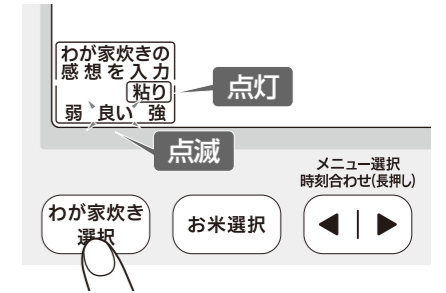 わが家炊きの
感想を入力
粘り
弱 良い 強
点灯
点滅
メニュー選択
時刻合わせ(長押し)
わが家炊き
選択
お米選択
◀ | ▶